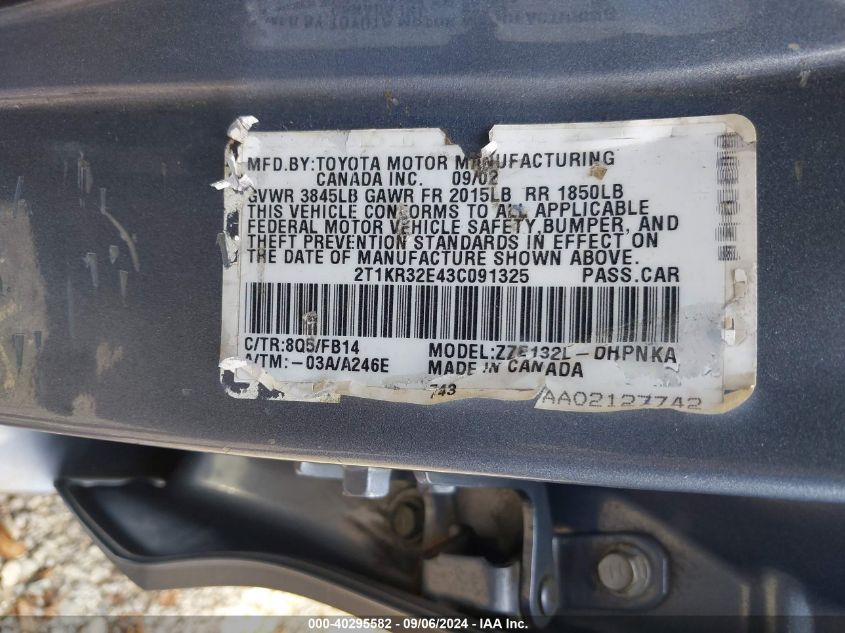 MFD.BY:TOYOTA MOTOR MANUFACTURING
CANADA INC. 09/02
GVWR 3845LB GAWR FR 2015LB RR 1850LB
THIS VEHICLE CONFORMS TO ALL APPLICABLE
FEDERAL MOTOR VEHICLE SAFETY,BUMPER, AND
THEFT PREVENTION STANDARDS IN EFFECT ON
THE DATE OF MANUFACTURE SHOWN ABOVE.
2T1KR32E43C091325 PASS.CAR
C/TR:8Q5/FB14 MODEL:ZZE132L-DHPNKA
A/TM:-03A/A246E MADE IN CANADA
743 AA02127742
000-40295582 - 09/06/2024 - IAA Inc.